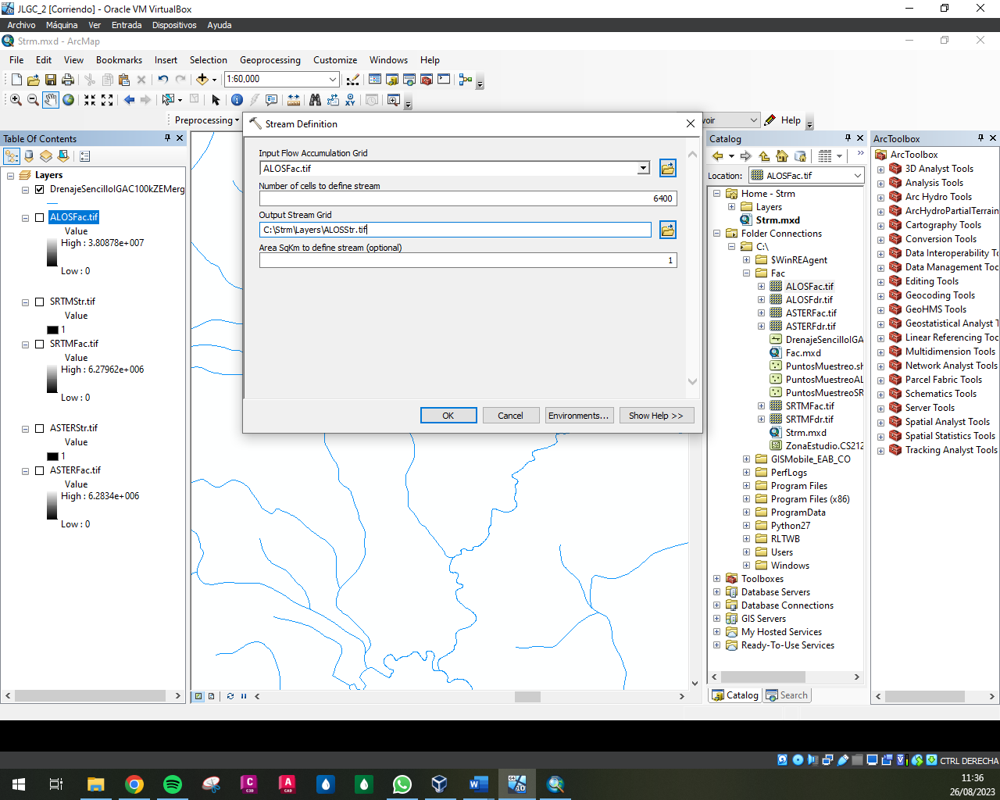 JLGC_2 [Corriendo] - Oracle VM VirtualBox
Archivo Máquina Ver Entrada Dispositivos Ayuda
Strm.mxd - ArcMap
File Edit View Bookmarks Insert Selection Geoprocessing Customize Windows Help
1:60,000
Preprocessing
Help
Table Of Contents
Layers
DrenajeSencilloIGAC100kZEMerg
ALOSFac.tif
Value
High : 3.80878e+007
Low : 0
SRTMStr.tif
Value
1
SRTMFac.tif
Value
High : 6.27962e+006
Low : 0
ASTERStr.tif
Value
1
ASTERFac.tif
Value
High : 6.2834e+006
Low : 0
Stream Definition
Input Flow Accumulation Grid
ALOSFac.tif
Number of cells to define stream
6400
Output Stream Grid
C:\Strm\Layers\ALOSStr.tif
Area SqKm to define stream (optional)
1
OK Cancel Environments... Show Help >>
Catalog
Location: ALOSFac.tif
Home - Strm
Layers
Strm.mxd
Folder Connections
C:\
$WinREAgent
Fac
ALOSFac.tif
ALOSFdr.tif
ASTERFac.tif
ASTERFdr.tif
DrenajeSencilloIGA
Fac.mxd
PuntosMuestreo.sh
PuntosMuestreoAL
PuntosMuestreoSR
SRTMFac.tif
SRTMFdr.tif
Strm.mxd
ZonaEstudio.CS212
GISMobile_EAB_CO
PerfLogs
Program Files
Program Files (x86)
ProgramData
Python27
RLTWB
Users
Windows
Toolboxes
Database Servers
Database Connections
GIS Servers
My Hosted Services
Ready-To-Use Services
Catalog Search
ArcToolbox
ArcToolbox
3D Analyst Tools
Analysis Tools
Arc Hydro Tools
ArcHydroPartialTerrain
Cartography Tools
Conversion Tools
Data Interoperability To
Data Management Toc
Editing Tools
Geocoding Tools
GeoHMS Tools
Geostatistical Analyst T
Linear Referencing Toc
Multidimension Tools
Network Analyst Tools
Parcel Fabric Tools
Schematics Tools
Server Tools
Spatial Analyst Tools
Spatial Statistics Tools
Tracking Analyst Tools
CTRL DERECHA
11:36
26/08/2023